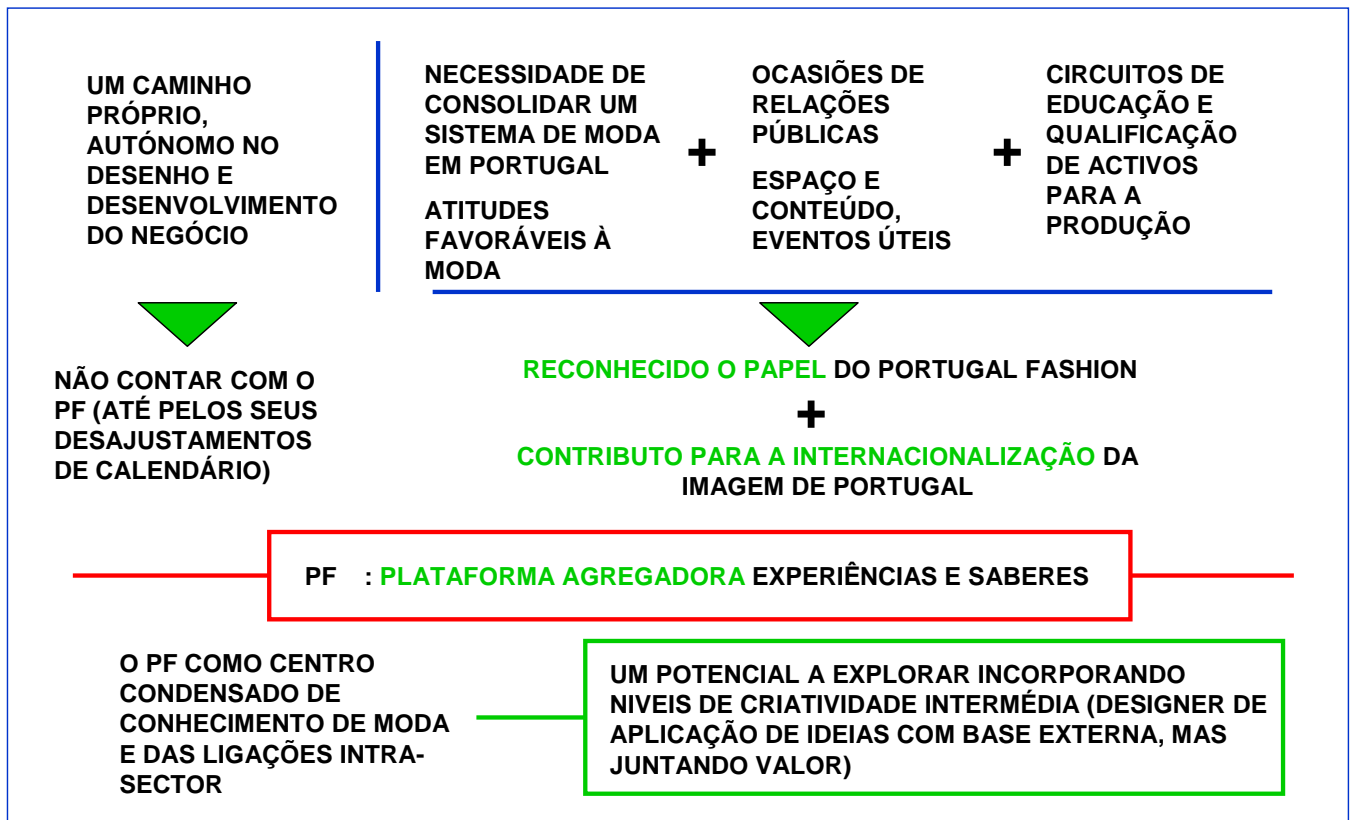 UM CAMINHO
PRÓPRIO,
AUTÓNOMO NO
DESENHO E
DESENVOLVIMENTO
DO NEGÓCIO
NÃO CONTAR COM O
PF (ATÉ PELOS SEUS
DESAJUSTAMENTOS
DE CALENDÁRIO)
NECESSIDADE DE
CONSOLIDAR UM
SISTEMA DE MODA
EM PORTUGAL
ATITUDES
FAVORÁVEIS À
MODA
+
OCASIÕES DE
RELAÇÕES
PÚBLICAS
ESPAÇO E
CONTEÚDO,
EVENTOS ÚTEIS
+
CIRCUITOS DE
EDUCAÇÃO E
QUALIFICAÇÃO
DE ACTIVOS
PARA A
PRODUÇÃO
RECONHECIDO O PAPEL DO PORTUGAL FASHION
+
CONTRIBUTO PARA A INTERNACIONALIZAÇÃO DA
IMAGEM DE PORTUGAL
PF : PLATAFORMA AGREGADORA EXPERIÊNCIAS E SABERES
O PF COMO CENTRO
CONDENSADO DE
CONHECIMENTO DE MODA
E DAS LIGAÇÕES INTRA-
SECTOR
UM POTENCIAL A EXPLORAR INCORPORANDO
NIVEIS DE CRIATIVIDADE INTERMÉDIA (DESIGNER DE
APLICAÇÃO DE IDEIAS COM BASE EXTERNA, MAS
JUNTANDO VALOR)